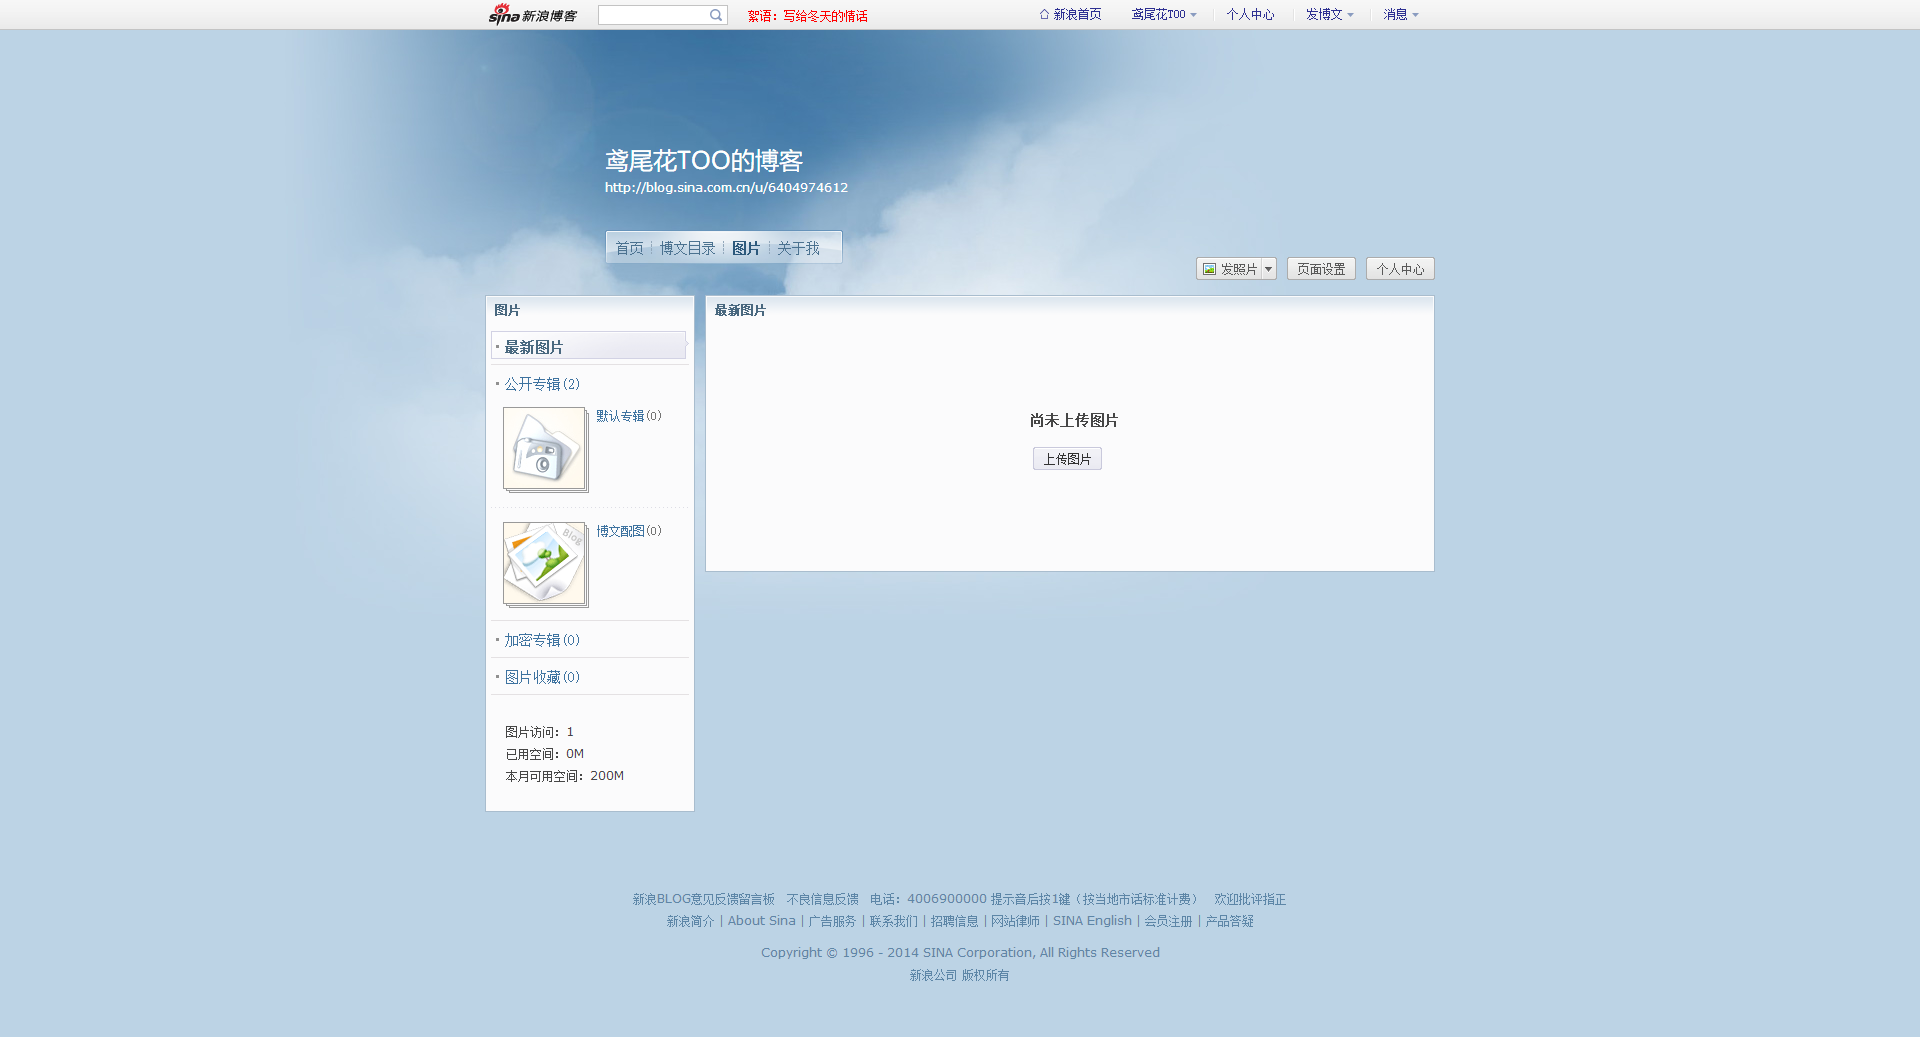 sina新浪博客
絮语：写给冬天的情话
新浪首页 鸢尾花TOO 个人中心 发博文 消息
鸢尾花TOO的博客
http://blog.sina.com.cn/u/6404974612
首页 博文目录 图片 关于我
发照片 页面设置 个人中心
图片
最新图片
公开专辑(2)
默认专辑(0)
Blog
博文配图(0)
加密专辑(0)
图片收藏(0)
图片访问：1
已用空间：0M
本月可用空间：200M
最新图片
尚未上传图片
上传图片
新浪BLOG意见反馈留言板 不良信息反馈 电话：4006900000 提示音后按1键（按当地市话标准计费） 欢迎批评指正
新浪简介 | About Sina | 广告服务 | 联系我们 | 招聘信息 | 网站律师 | SINA English | 会员注册 | 产品答疑
Copyright © 1996 - 2014 SINA Corporation, All Rights Reserved
新浪公司 版权所有